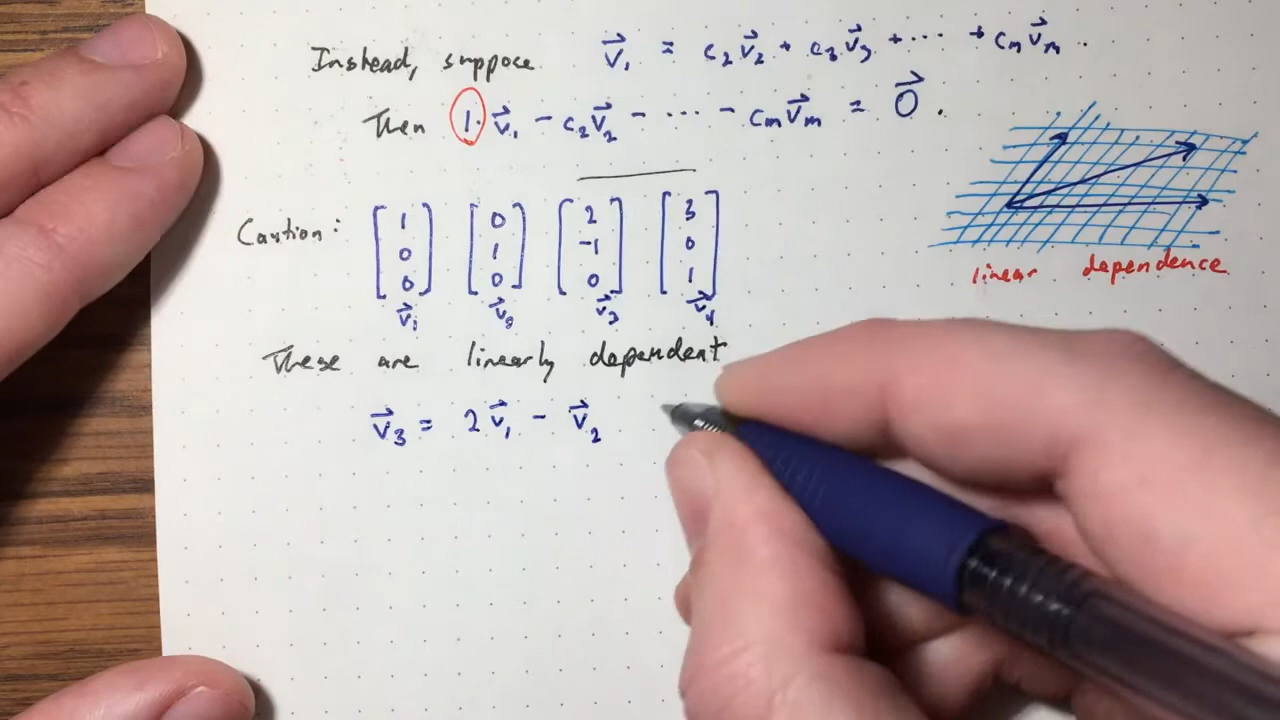 Instead, suppose v⃗₁ = c₂v⃗₂ + c₃v⃗₃ + ⋯ + cₘv⃗ₘ.
Then 1·v⃗₁ − c₂v⃗₂ − ⋯ − cₘv⃗ₘ = 0⃗.
Caution: [1 0 0] [0 1 0] [2 -1 0] [3 0 1]
v⃗₁ v⃗₂ v⃗₃ v⃗₄
linear dependence
These are linearly dependent
v⃗₃ = 2v⃗₁ − v⃗₂